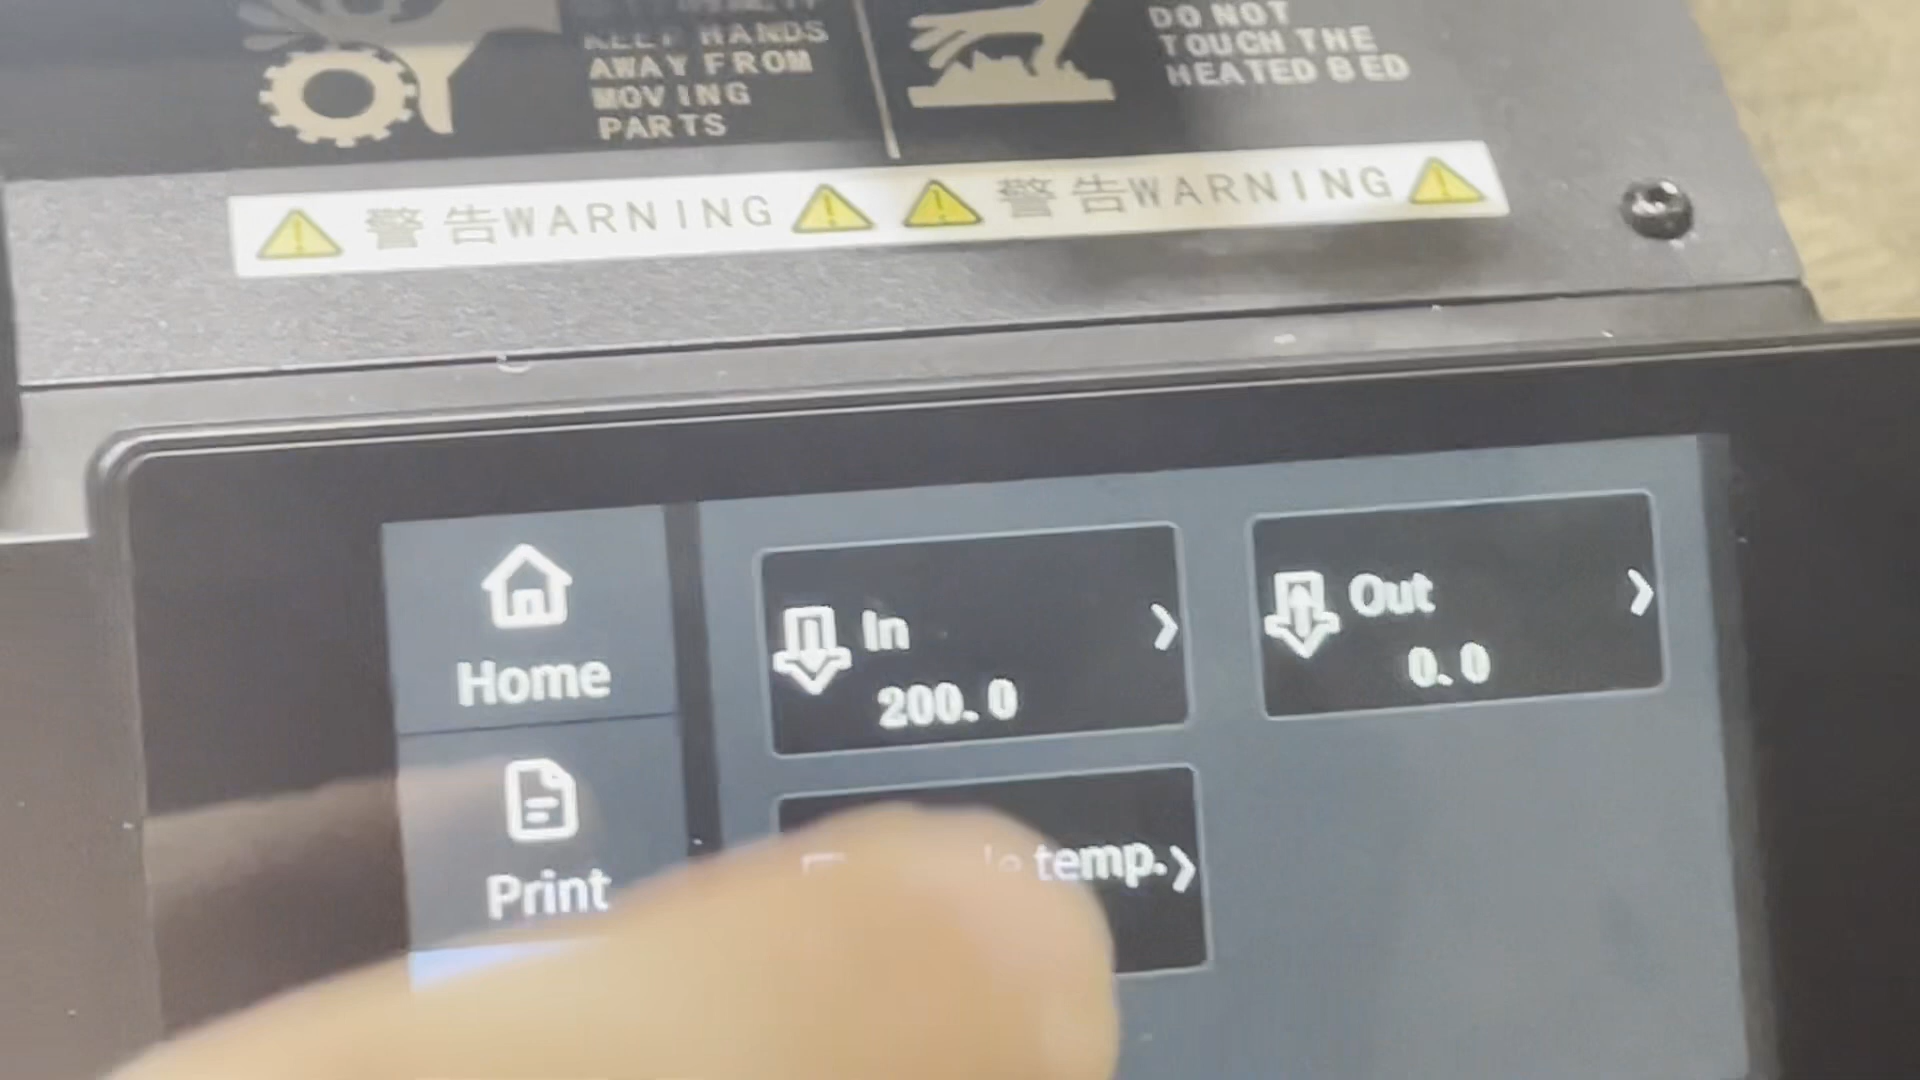 KEEP HANDS
AWAY FROM
MOVING
PARTS
DO NOT
TOUCH THE
HEATED BED
警告WARNING
警告WARNING
Home
Print
In
200.0
Out
0.0
temp.